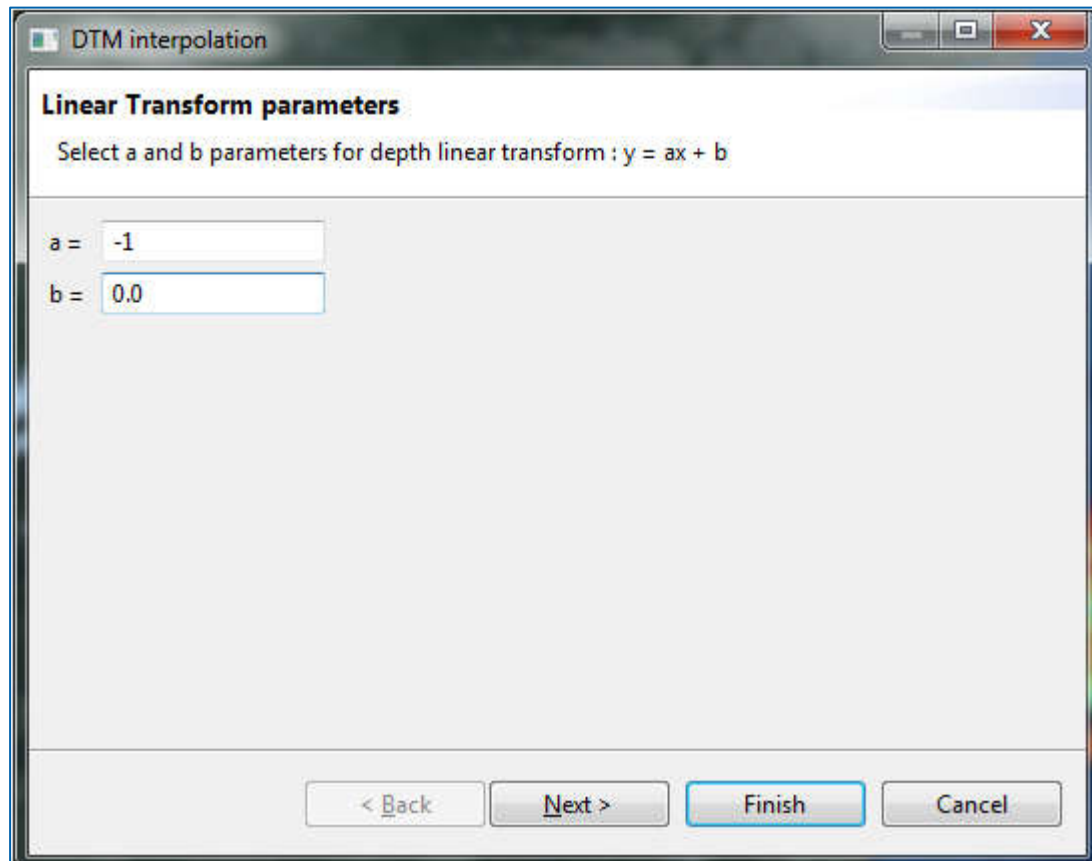 DTM interpolation
Linear Transform parameters
Select a and b parameters for depth linear transform : y = ax + b
a = -1
b = 0.0
< Back Next > Finish Cancel